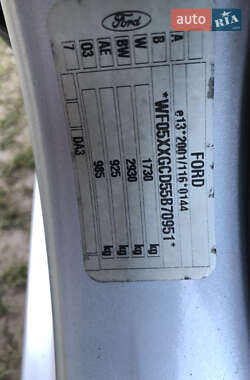 AUTO
RIA
Ford
FORD
e13*2001/116*0144
*WF05XXGCD55B70951*
1730 kg
2930 kg
925 kg
985 kg
A
B
W
BW
AE
03
17
DA3